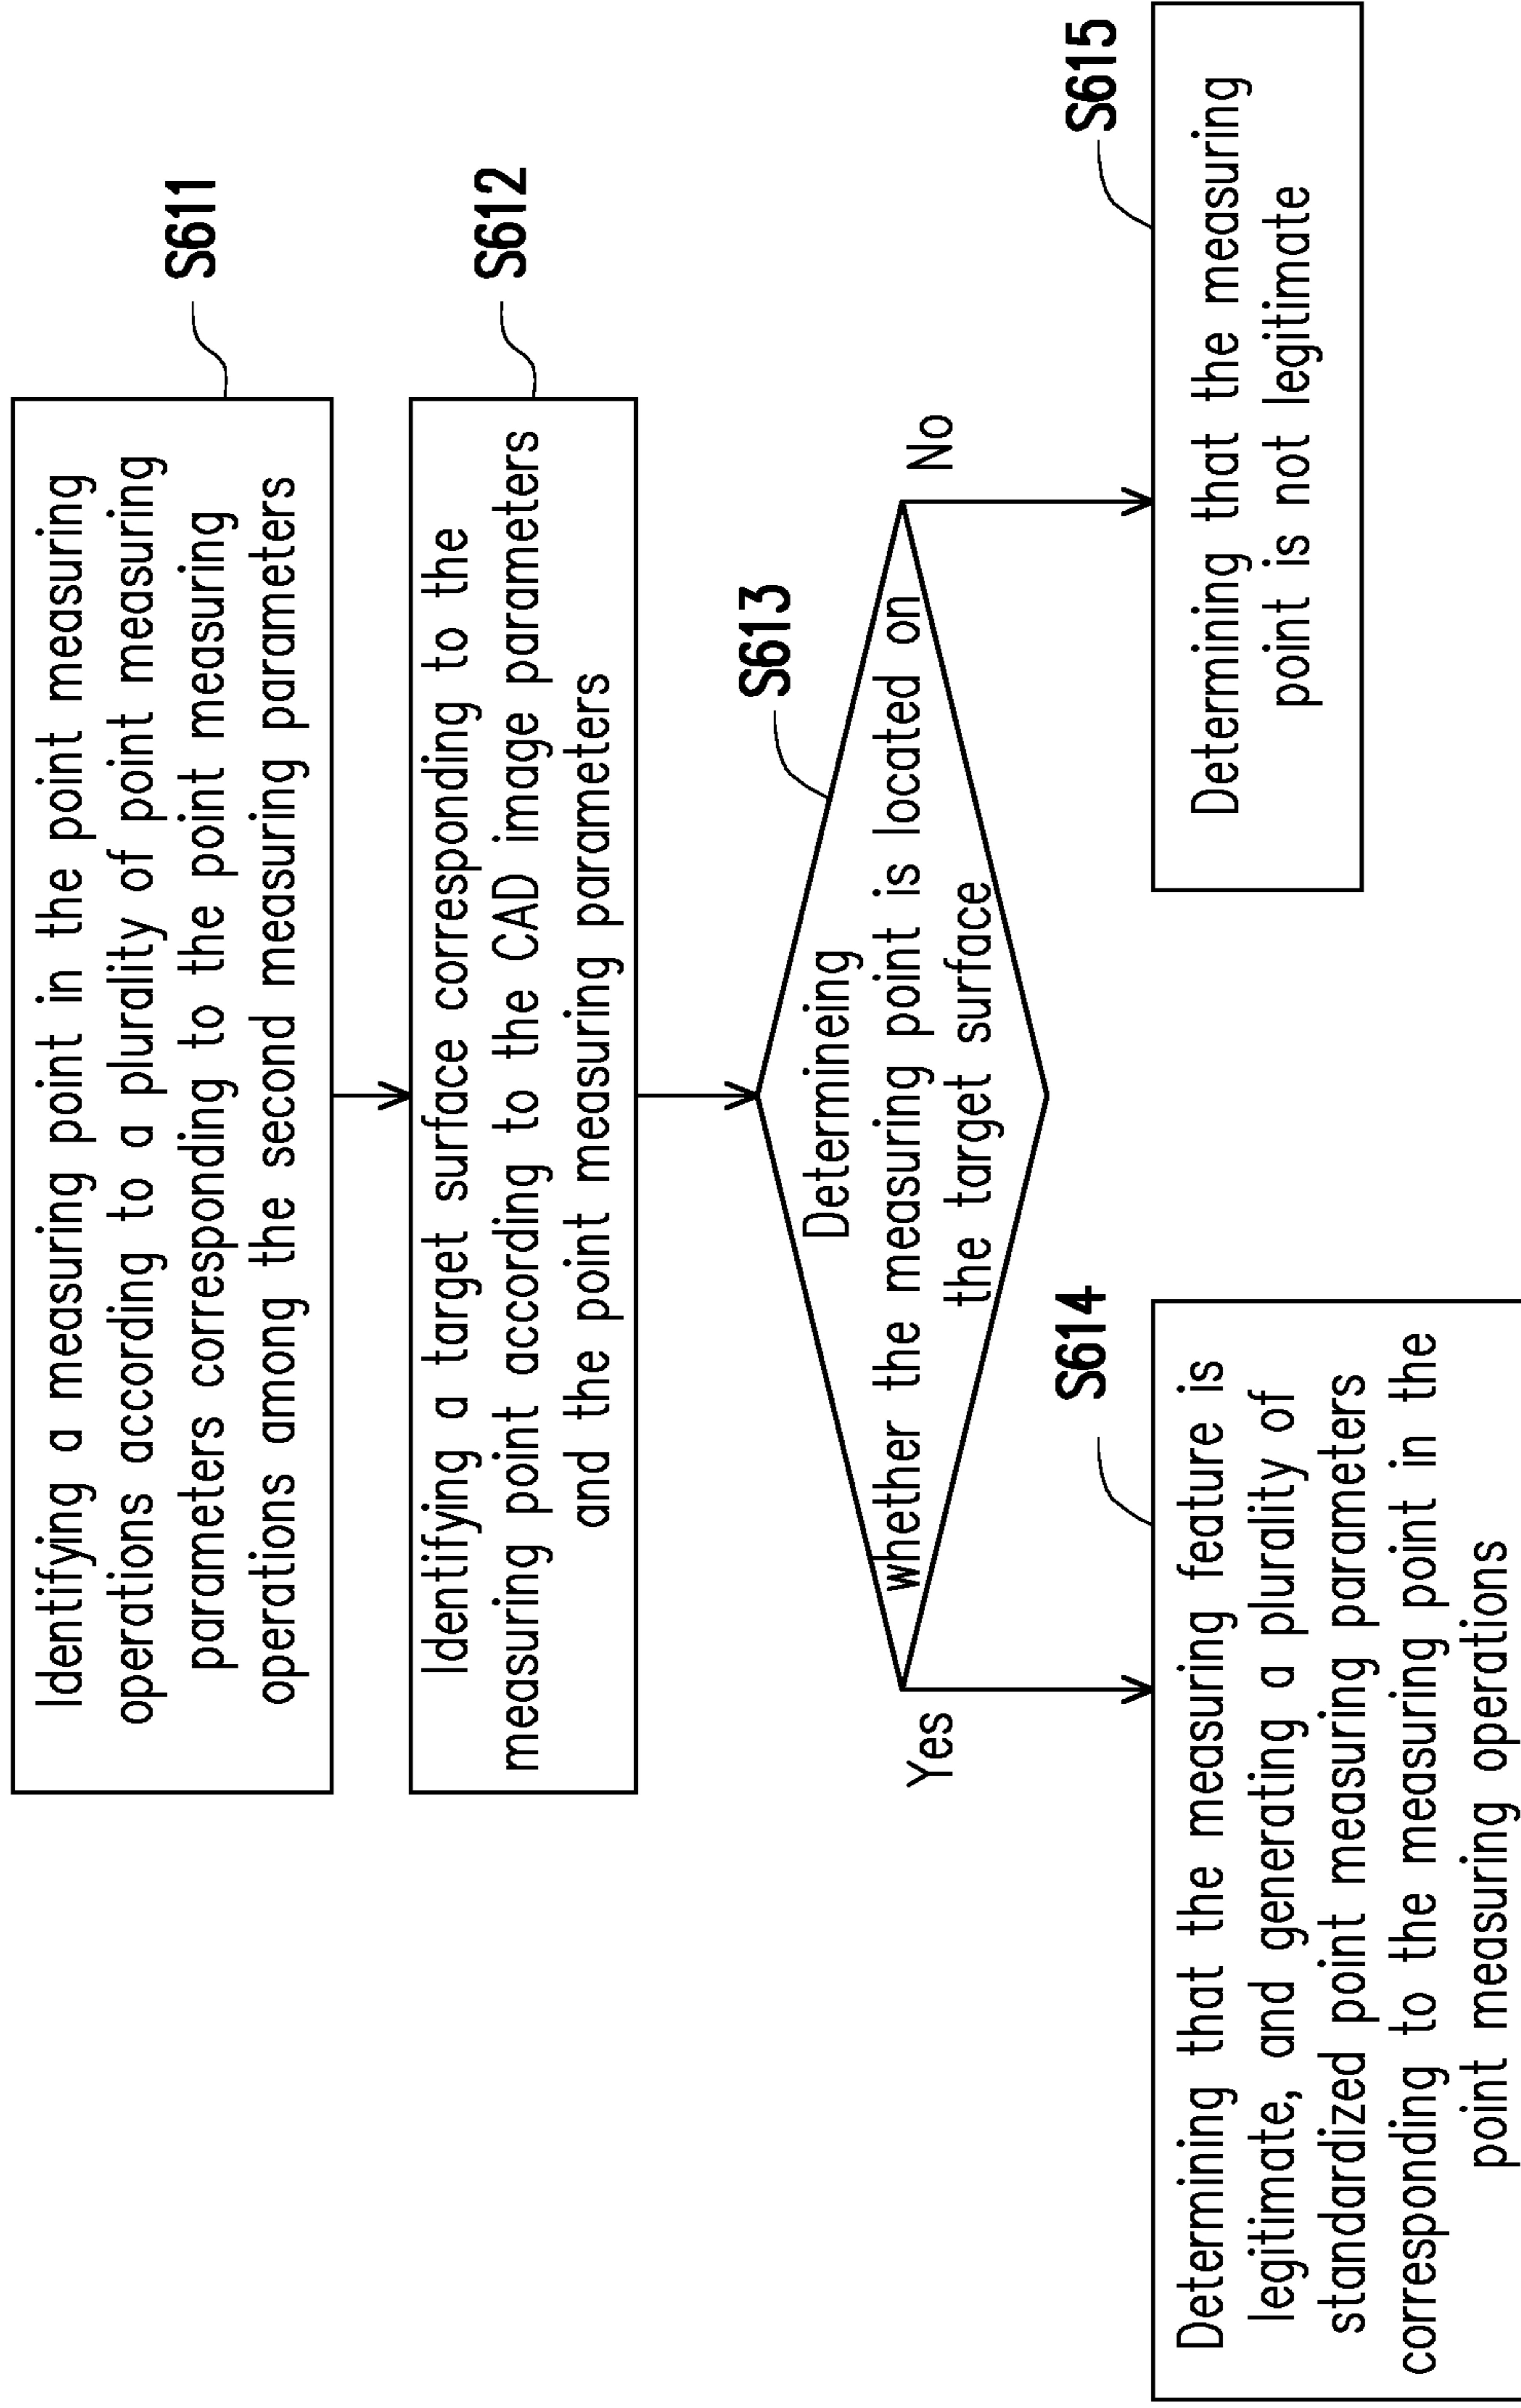 Identifying a measuring point in the point measuring
operations according to a plurality of point measuring
parameters corresponding to the point measuring
operations among the second measuring parameters
S611
Identifying a target surface corresponding to the
measuring point according to the CAD image parameters
and the point measuring parameters
S612
Determineing
whether the measuring point is located on
the target surface
S613
Yes
No
Determining that the measuring feature is
legitimate, and generating a plurality of
standardized point measuring parameters
corresponding to the measuring point in the
point measuring operations
S614
Determining that the measuring
point is not legitimate
S615